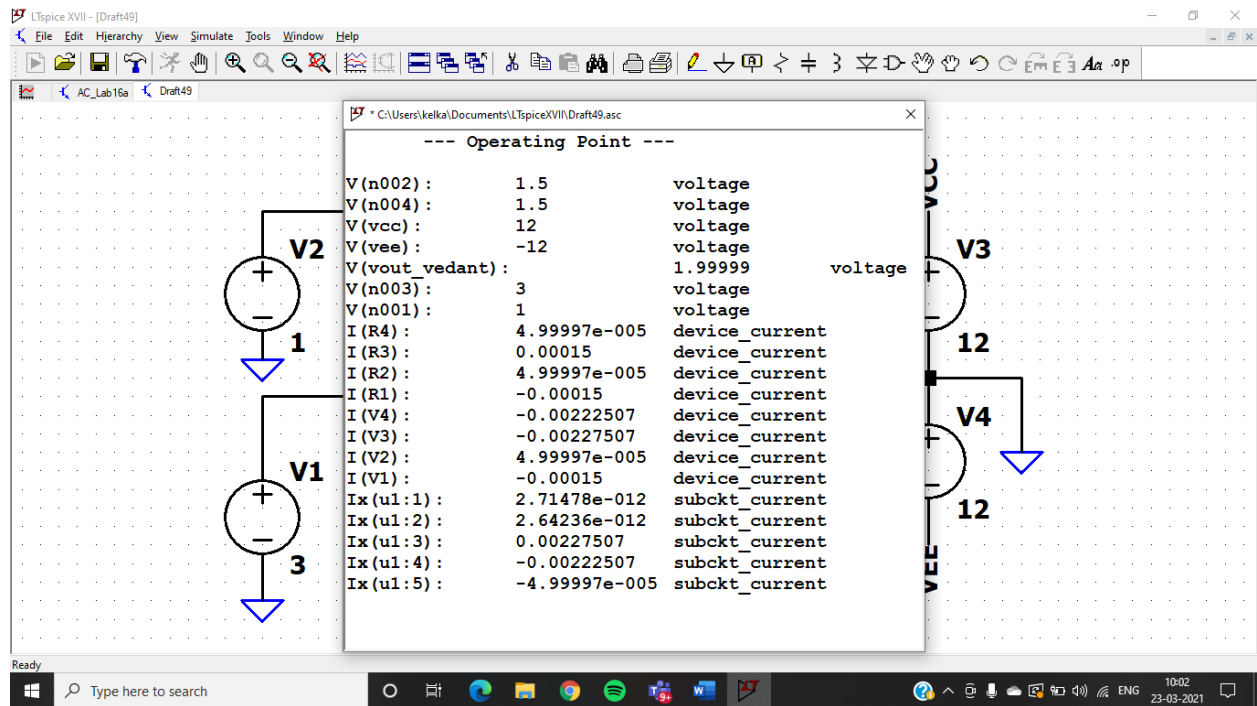 LTspice XVII - [Draft49]
File Edit Hierarchy View Simulate Tools Window Help
AC_Lab16a Draft49
* C:\Users\kelka\Documents\LTspiceXVII\Draft49.asc
--- Operating Point ---
V(n002): 1.5 voltage
V(n004): 1.5 voltage
V(vcc): 12 voltage
V(vee): -12 voltage
V(vout_vedant): 1.99999 voltage
V(n003): 3 voltage
V(n001): 1 voltage
I(R4): 4.99997e-005 device_current
I(R3): 0.00015 device_current
I(R2): 4.99997e-005 device_current
I(R1): -0.00015 device_current
I(V4): -0.00222507 device_current
I(V3): -0.00227507 device_current
I(V2): 4.99997e-005 device_current
I(V1): -0.00015 device_current
Ix(u1:1): 2.71478e-012 subckt_current
Ix(u1:2): 2.64236e-012 subckt_current
Ix(u1:3): 0.00227507 subckt_current
Ix(u1:4): -0.00222507 subckt_current
Ix(u1:5): -4.99997e-005 subckt_current
V2
1
V1
3
VCC
V3
12
V4
12
VEE
Ready
Type here to search
ENG
10:02
23-03-2021